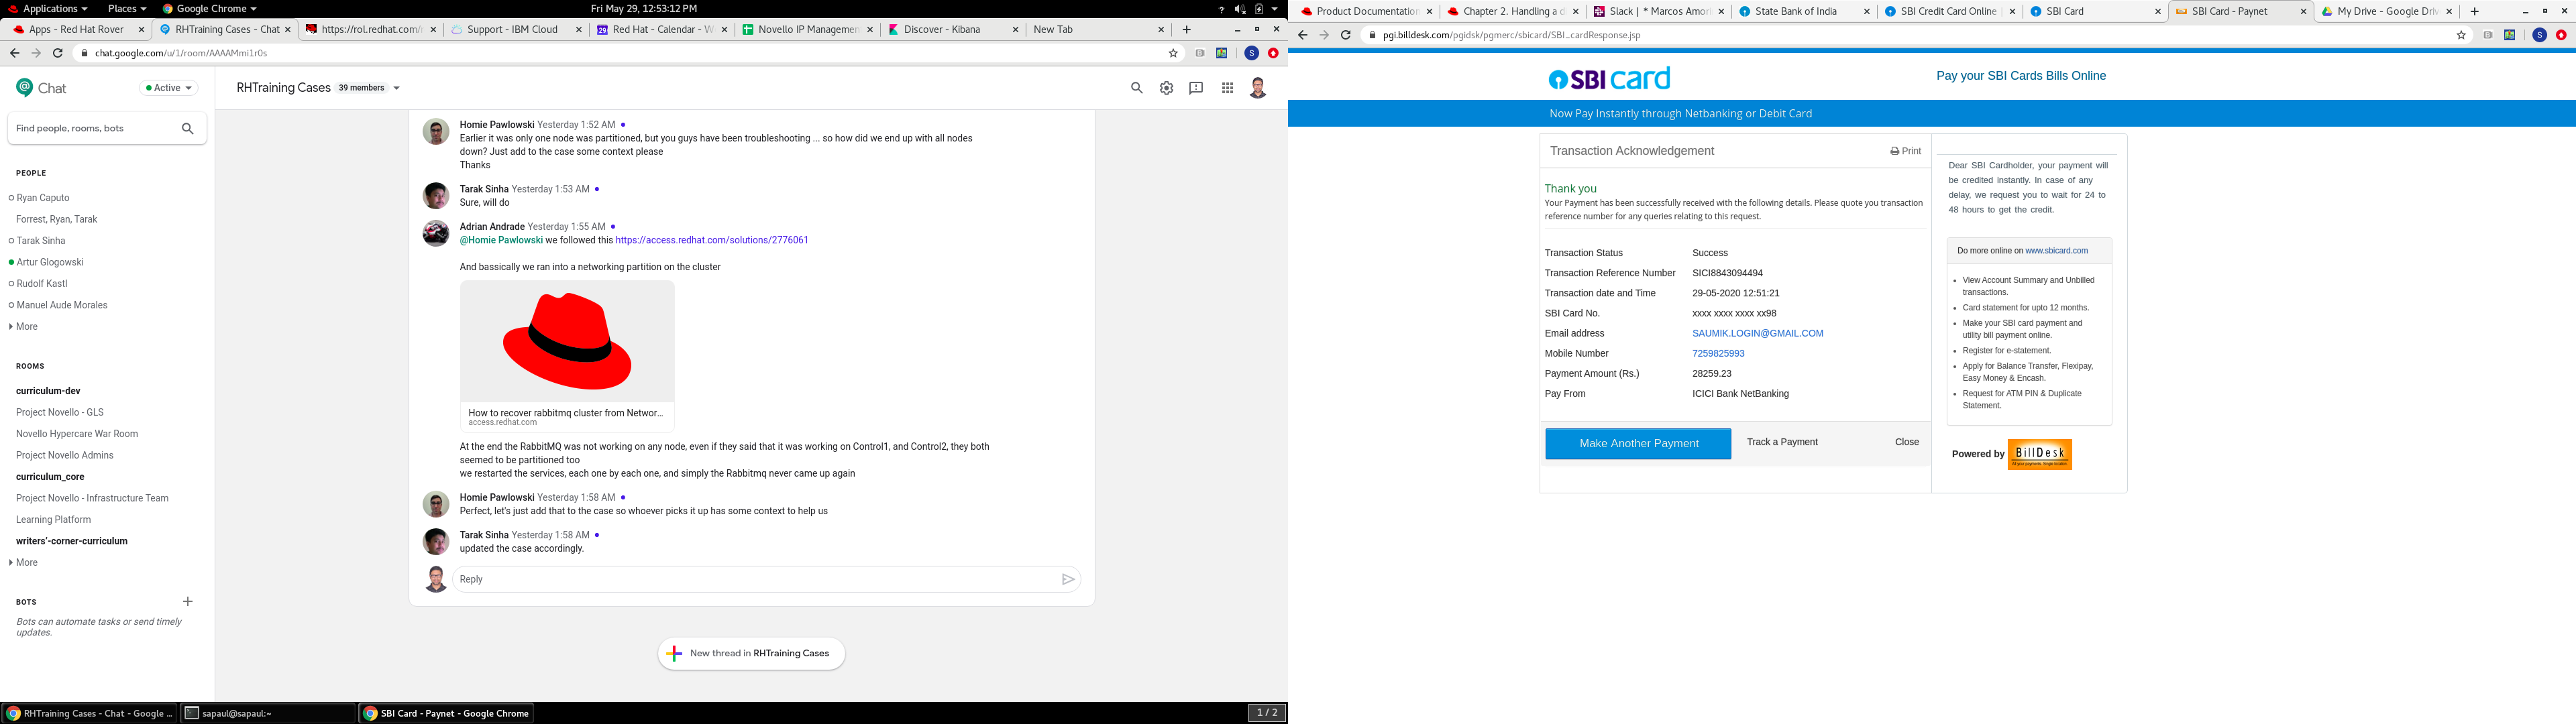 Applications
Places
Google Chrome
Fri May 29, 12:53:12 PM
Apps - Red Hat Rover
RHTraining Cases - Chat
https://rol.redhat.com/r
Support - IBM Cloud
Red Hat - Calendar - W
Novello IP Managemen
Discover - Kibana
New Tab
chat.google.com/u/1/room/AAAAMmi1r0s
Chat
Active
Find people, rooms, bots
PEOPLE
Ryan Caputo
Forrest, Ryan, Tarak
Tarak Sinha
Artur Glogowski
Rudolf Kastl
Manuel Aude Morales
More
ROOMS
curriculum-dev
Project Novello - GLS
Novello Hypercare War Room
Project Novello Admins
curriculum_core
Project Novello - Infrastructure Team
Learning Platform
writers'-corner-curriculum
More
BOTS
Bots can automate tasks or send timely
updates.
RHTraining Cases 39 members
Homie Pawlowski Yesterday 1:52 AM
Earlier it was only one node was partitioned, but you guys have been troubleshooting ... so how did we end up with all nodes
down? Just add to the case some context please
Thanks
Tarak Sinha Yesterday 1:53 AM
Sure, will do
Adrian Andrade Yesterday 1:55 AM
@Homie Pawlowski we followed this https://access.redhat.com/solutions/2776061
And bassically we ran into a networking partition on the cluster
How to recover rabbitmq cluster from Networ...
access.redhat.com
At the end the RabbitMQ was not working on any node, even if they said that it was working on Control1, and Control2, they both
seemed to be partitioned too
we restarted the services, each one by each one, and simply the Rabbitmq never came up again
Homie Pawlowski Yesterday 1:58 AM
Perfect, let's just add that to the case so whoever picks it up has some context to help us
Tarak Sinha Yesterday 1:58 AM
updated the case accordingly.
Reply
New thread in RHTraining Cases
RHTraining Cases - Chat - Google ...
sapaul@sapaul:~
SBI Card - Paynet - Google Chrome
1 / 2
Product Documentation
Chapter 2. Handling a d
Slack | * Marcos Amor
State Bank of India
SBI Credit Card Online
SBI Card
SBI Card - Paynet
My Drive - Google Driv
pgi.billdesk.com/pgidsk/pgmerc/sbicard/SBI_cardResponse.jsp
SBI card
Pay your SBI Cards Bills Online
Now Pay Instantly through Netbanking or Debit Card
Transaction Acknowledgement
Print
Thank you
Your Payment has been successfully received with the following details. Please quote you transaction
reference number for any queries relating to this request.
Transaction Status Success
Transaction Reference Number SICI8843094494
Transaction date and Time 29-05-2020 12:51:21
SBI Card No. xxxx xxxx xxxx xx98
Email address SAUMIK.LOGIN@GMAIL.COM
Mobile Number 7259825993
Payment Amount (Rs.) 28259.23
Pay From ICICI Bank NetBanking
Make Another Payment
Track a Payment
Close
Dear SBI Cardholder, your payment will
be credited instantly. In case of any
delay, we request you to wait for 24 to
48 hours to get the credit.
Do more online on www.sbicard.com
View Account Summary and Unbilled
transactions.
Card statement for upto 12 months.
Make your SBI card payment and
utility bill payment online.
Register for e-statement.
Apply for Balance Transfer, Flexipay,
Easy Money & Encash.
Request for ATM PIN & Duplicate
Statement.
Powered by BillDesk